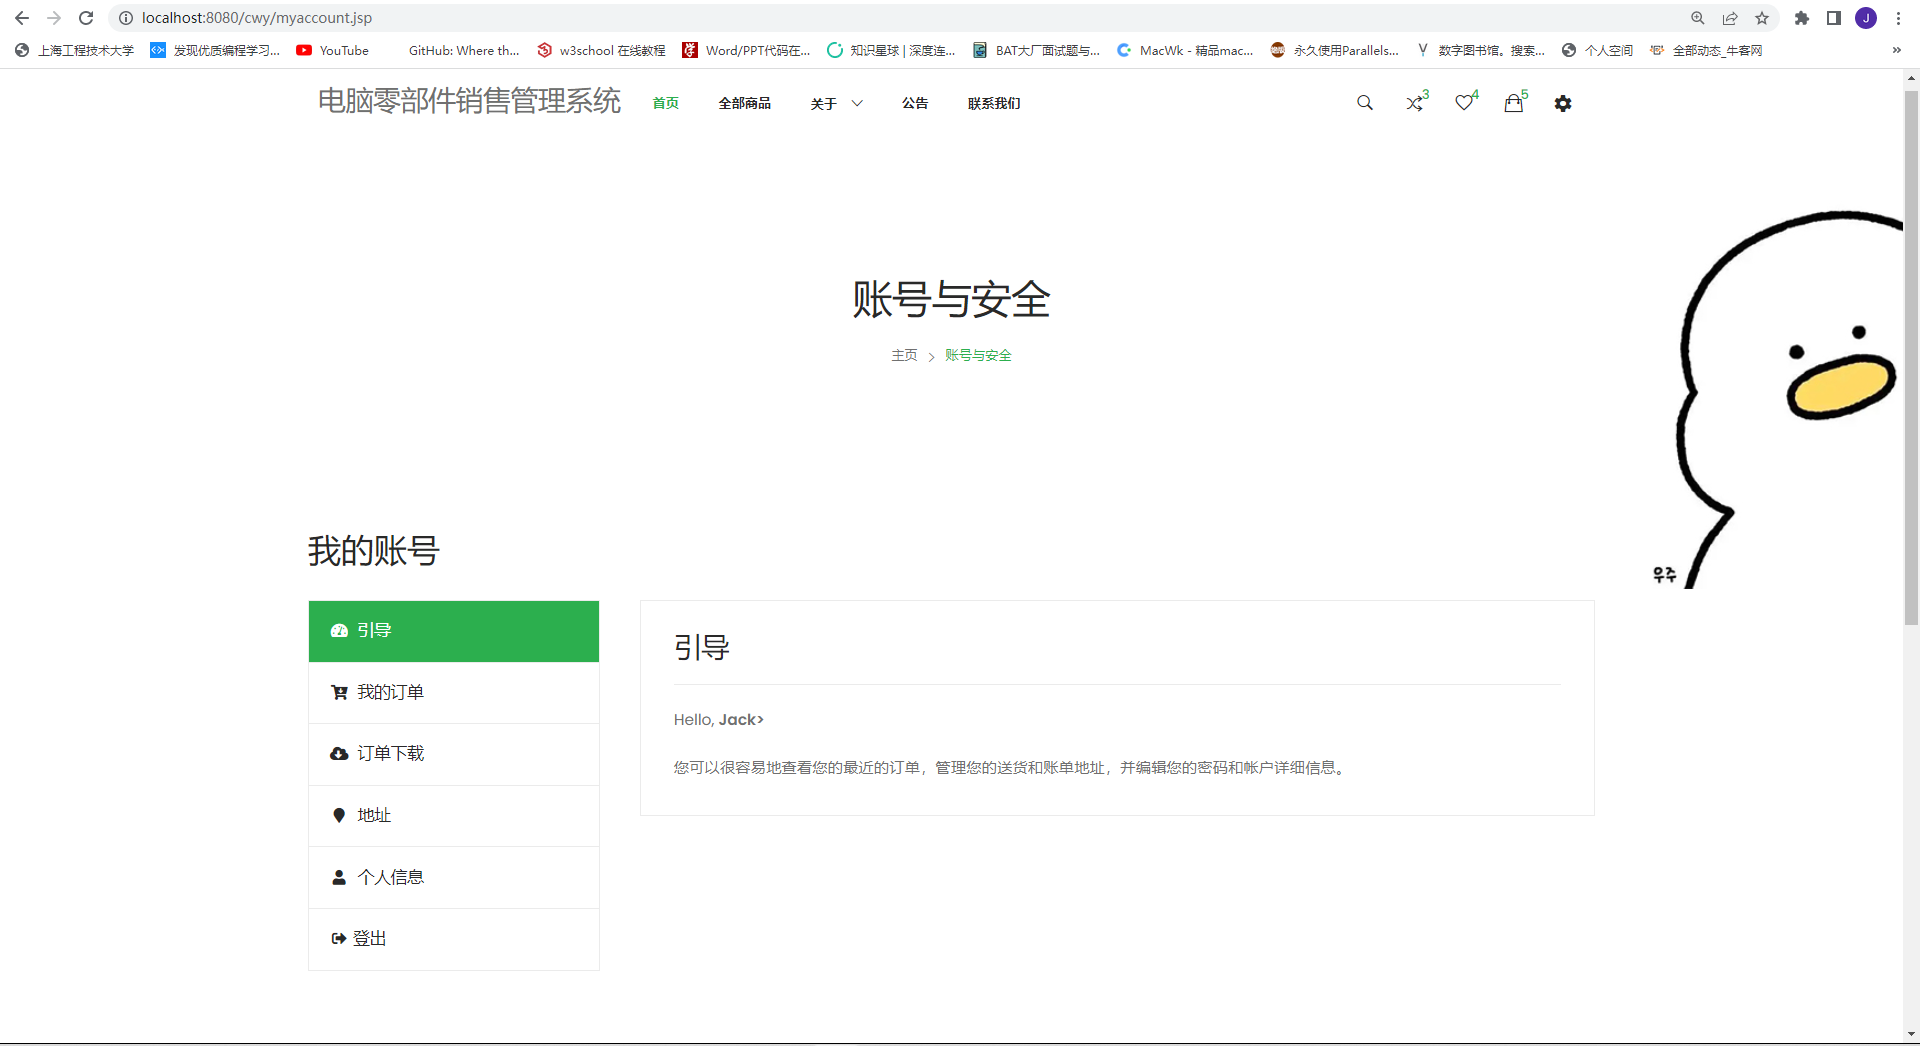 localhost:8080/cwy/myaccount.jsp
上海工程技术大学 发现优质编程学习... YouTube GitHub: Where th... w3school 在线教程 Word/PPT代码在... 知识星球 | 深度连... BAT大厂面试题与... MacWk - 精品mac... 永久使用Parallels... 数字图书馆。搜索... 个人空间 全部动态_牛客网 »
电脑零部件销售管理系统 首页 全部商品 关于 公告 联系我们 3 4 5 J
账号与安全
主页 > 账号与安全
우주
我的账号
引导
我的订单
订单下载
地址
个人信息
登出
引导
Hello, Jack>
您可以很容易地查看您的最近的订单，管理您的送货和账单地址，并编辑您的密码和帐户详细信息。